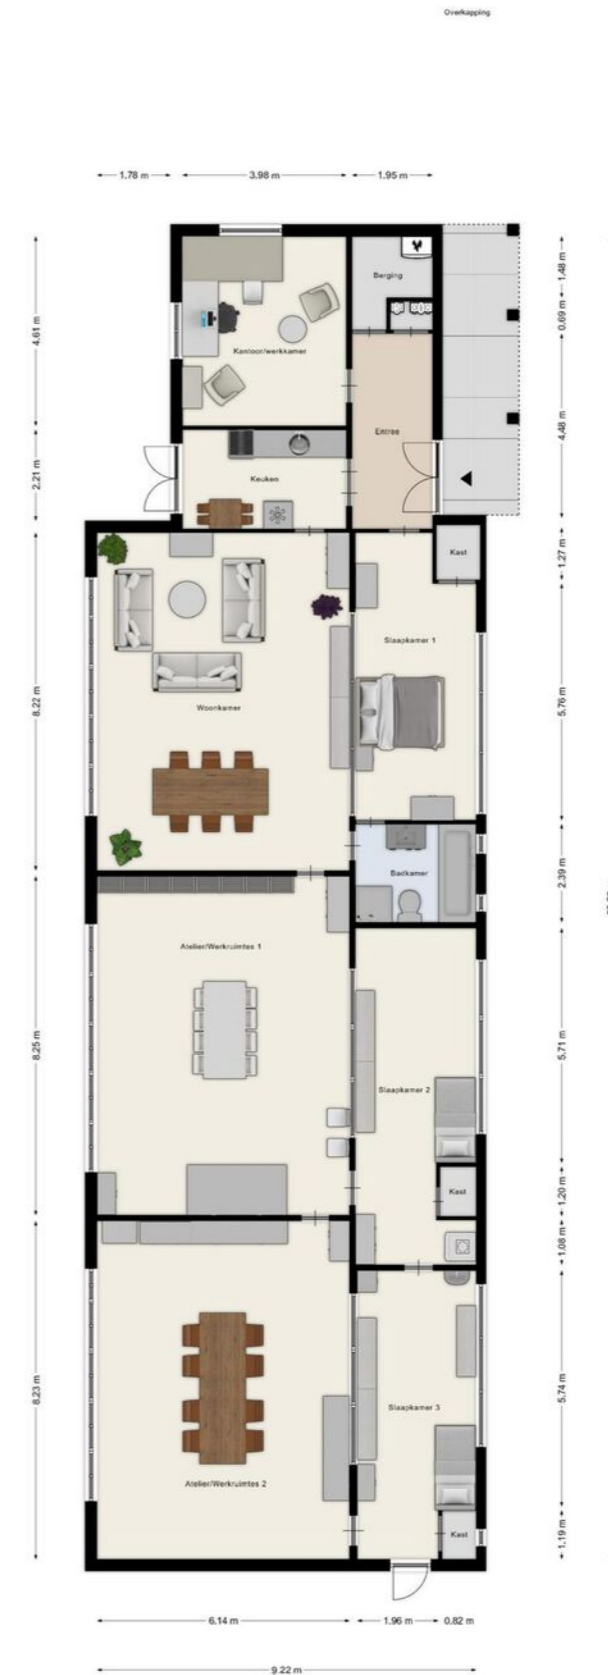 Overkapping
1.78 m
3.98 m
1.95 m
4.61 m
2.21 m
8.22 m
8.25 m
8.23 m
1.48 m
0.69 m
4.48 m
1.27 m
5.76 m
2.39 m
5.71 m
1.20 m
1.08 m
5.74 m
1.19 m
Berging
Kantoor/werkkamer
Entree
Keuken
Kast
Slaapkamer 1
Woonkamer
Badkamer
Atelier/Werkruimtes 1
Slaapkamer 2
Kast
Slaapkamer 3
Atelier/Werkruimtes 2
Kast
6.14 m
1.96 m
0.82 m
9.22 m